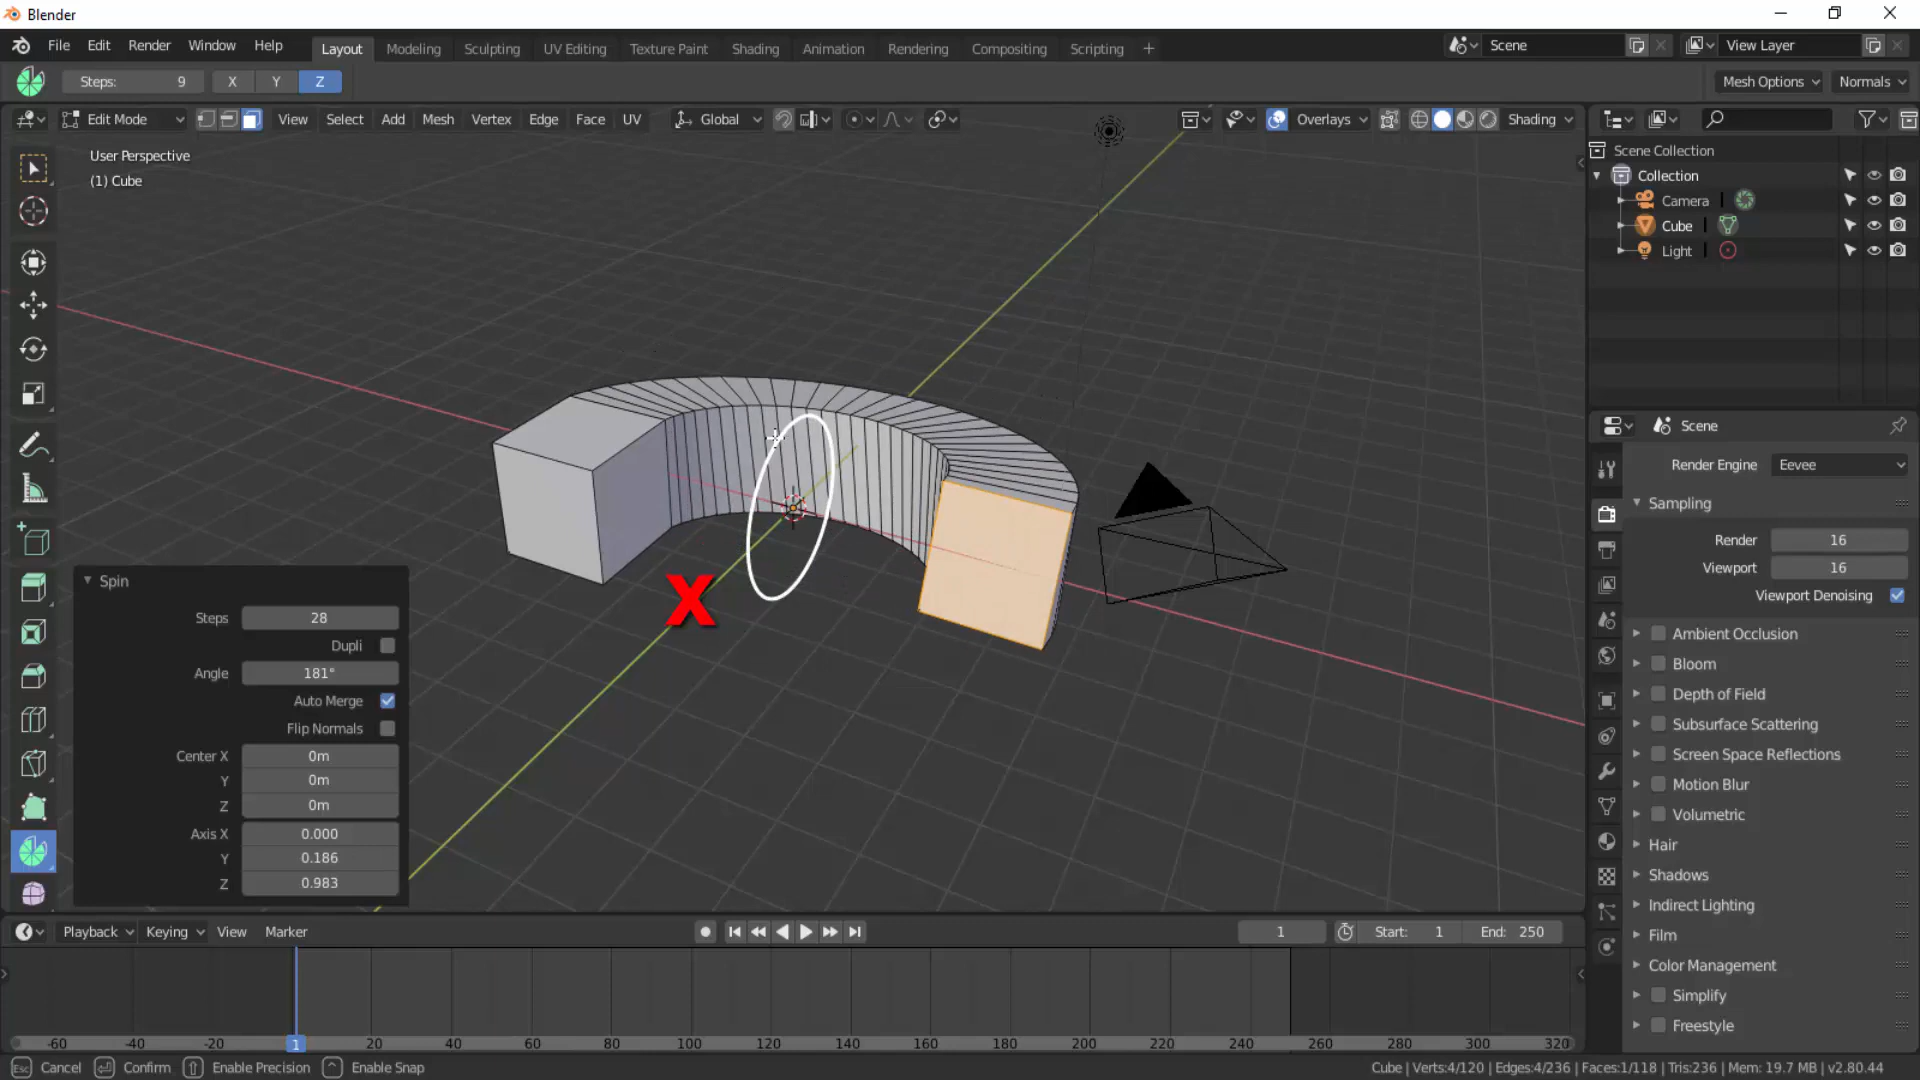 Blender
File Edit Render Window Help Layout Modeling Sculpting UV Editing Texture Paint Shading Animation Rendering Compositing Scripting + Scene View Layer
Steps: 9 X Y Z Mesh Options Normals
Edit Mode View Select Add Mesh Vertex Edge Face UV Global Overlays Shading
User Perspective
(1) Cube
Scene Collection
Collection
Camera
Cube
Light
Scene
Render Engine Eevee
Sampling
Render 16
Viewport 16
Viewport Denoising
Ambient Occlusion
Bloom
Depth of Field
Subsurface Scattering
Screen Space Reflections
Motion Blur
Volumetric
Hair
Shadows
Indirect Lighting
Film
Color Management
Simplify
Freestyle
X
Spin
Steps 28
Dupli
Angle 181°
Auto Merge
Flip Normals
Center X 0m
Y 0m
Z 0m
Axis X 0.000
Y 0.186
Z 0.983
Playback Keying View Marker 1 Start: 1 End: 250
-60 -40 -20 1 20 40 60 80 100 120 140 160 180 200 220 240 260 280 300 320
Esc Cancel Confirm Enable Precision Enable Snap Cube | Verts:4/120 | Edges:4/236 | Faces:1/118 | Tris:236 | Mem: 19.7 MB | v2.80.44